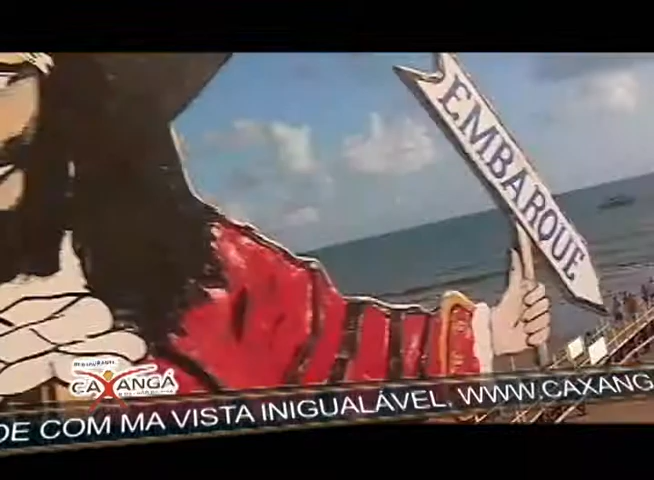 EMBARQUE
RESTAURANTE
CAXANGÁ
DE COM MA VISTA INIGUALÁVEL. WWW.CAXANG